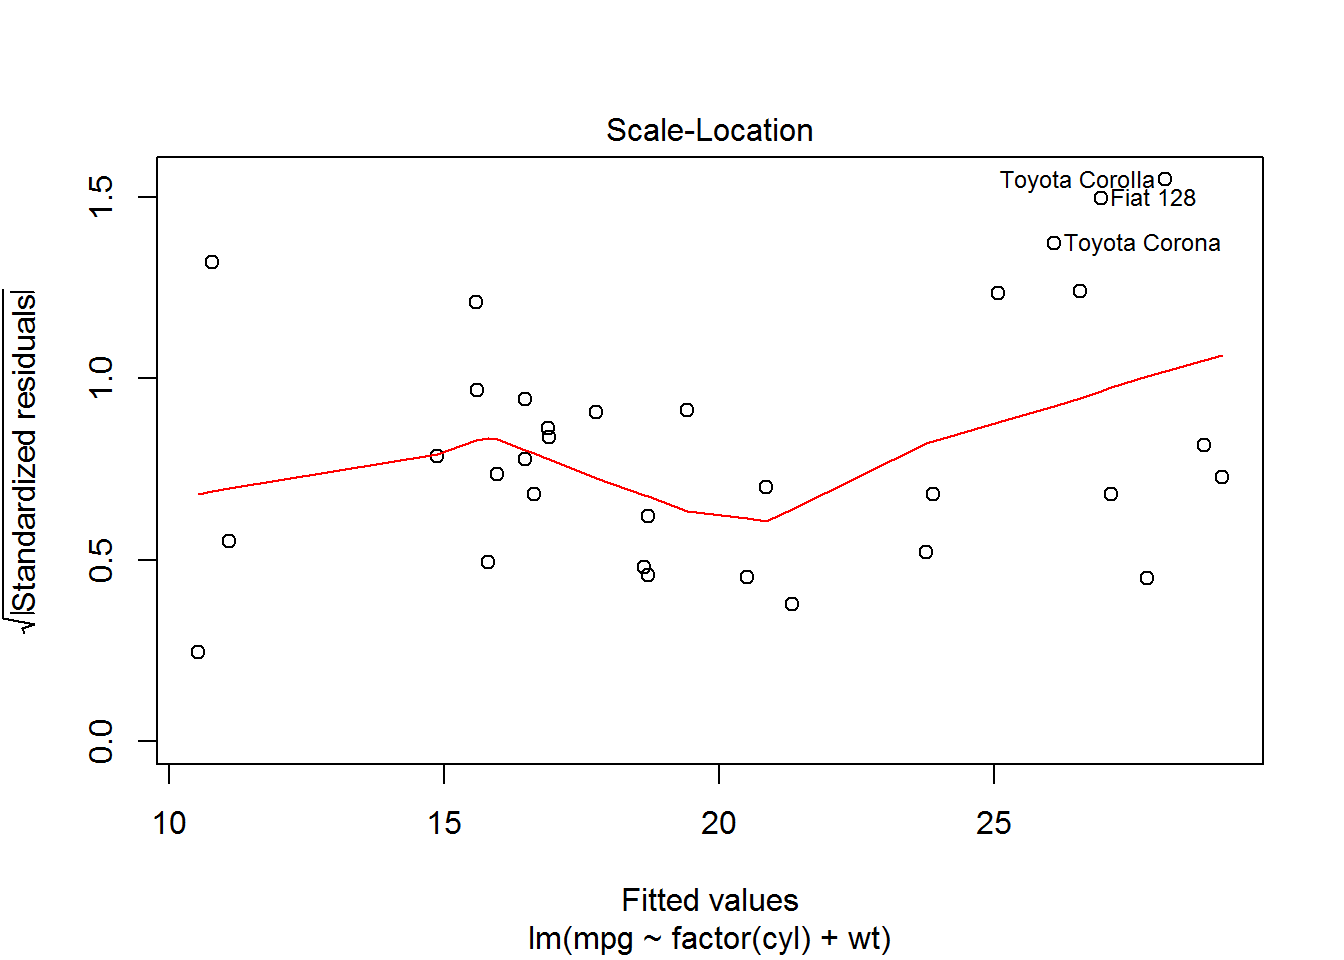 Scale-Location
√|Standardized residuals|
1.5
1.0
0.5
0.0
Toyota Corolla
Fiat 128
Toyota Corona
10 15 20 25
Fitted values
lm(mpg ~ factor(cyl) + wt)